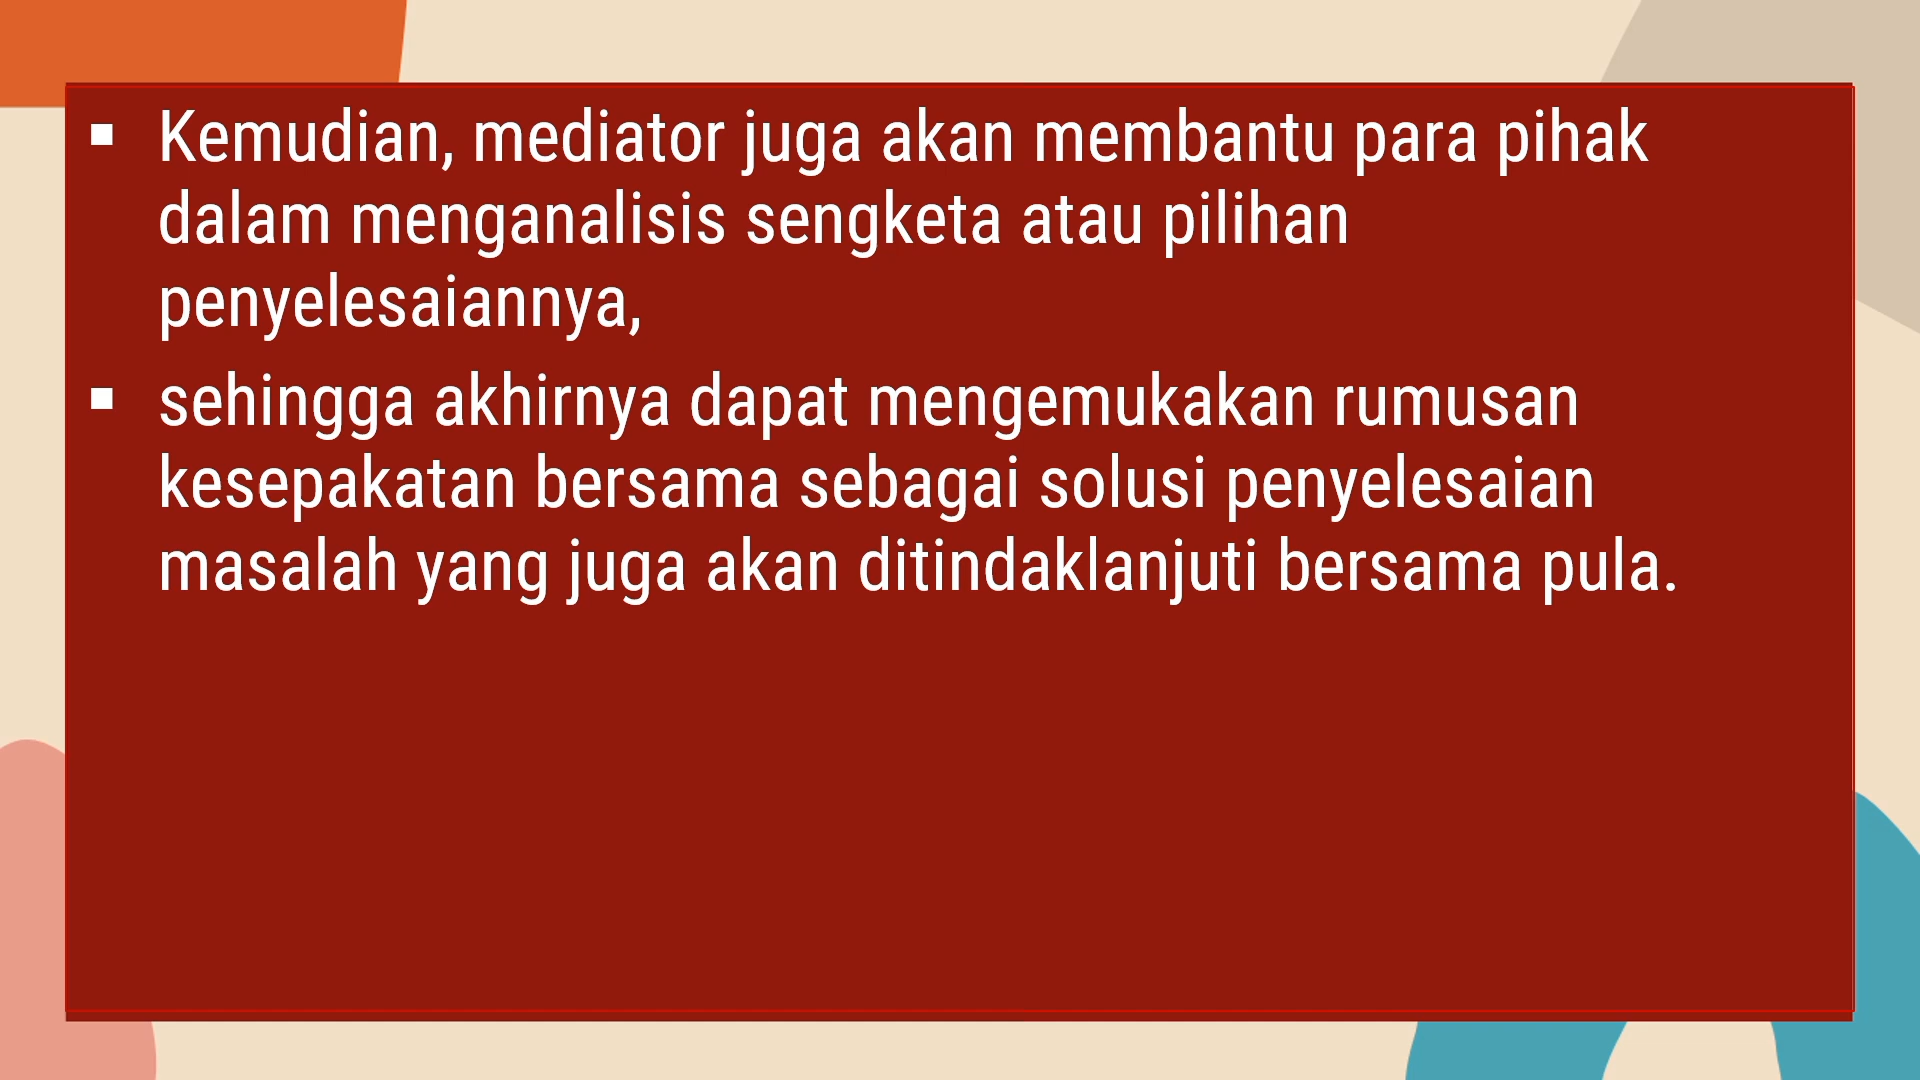 ▪ Kemudian, mediator juga akan membantu para pihak
dalam menganalisis sengketa atau pilihan
penyelesaiannya,
▪ sehingga akhirnya dapat mengemukakan rumusan
kesepakatan bersama sebagai solusi penyelesaian
masalah yang juga akan ditindaklanjuti bersama pula.